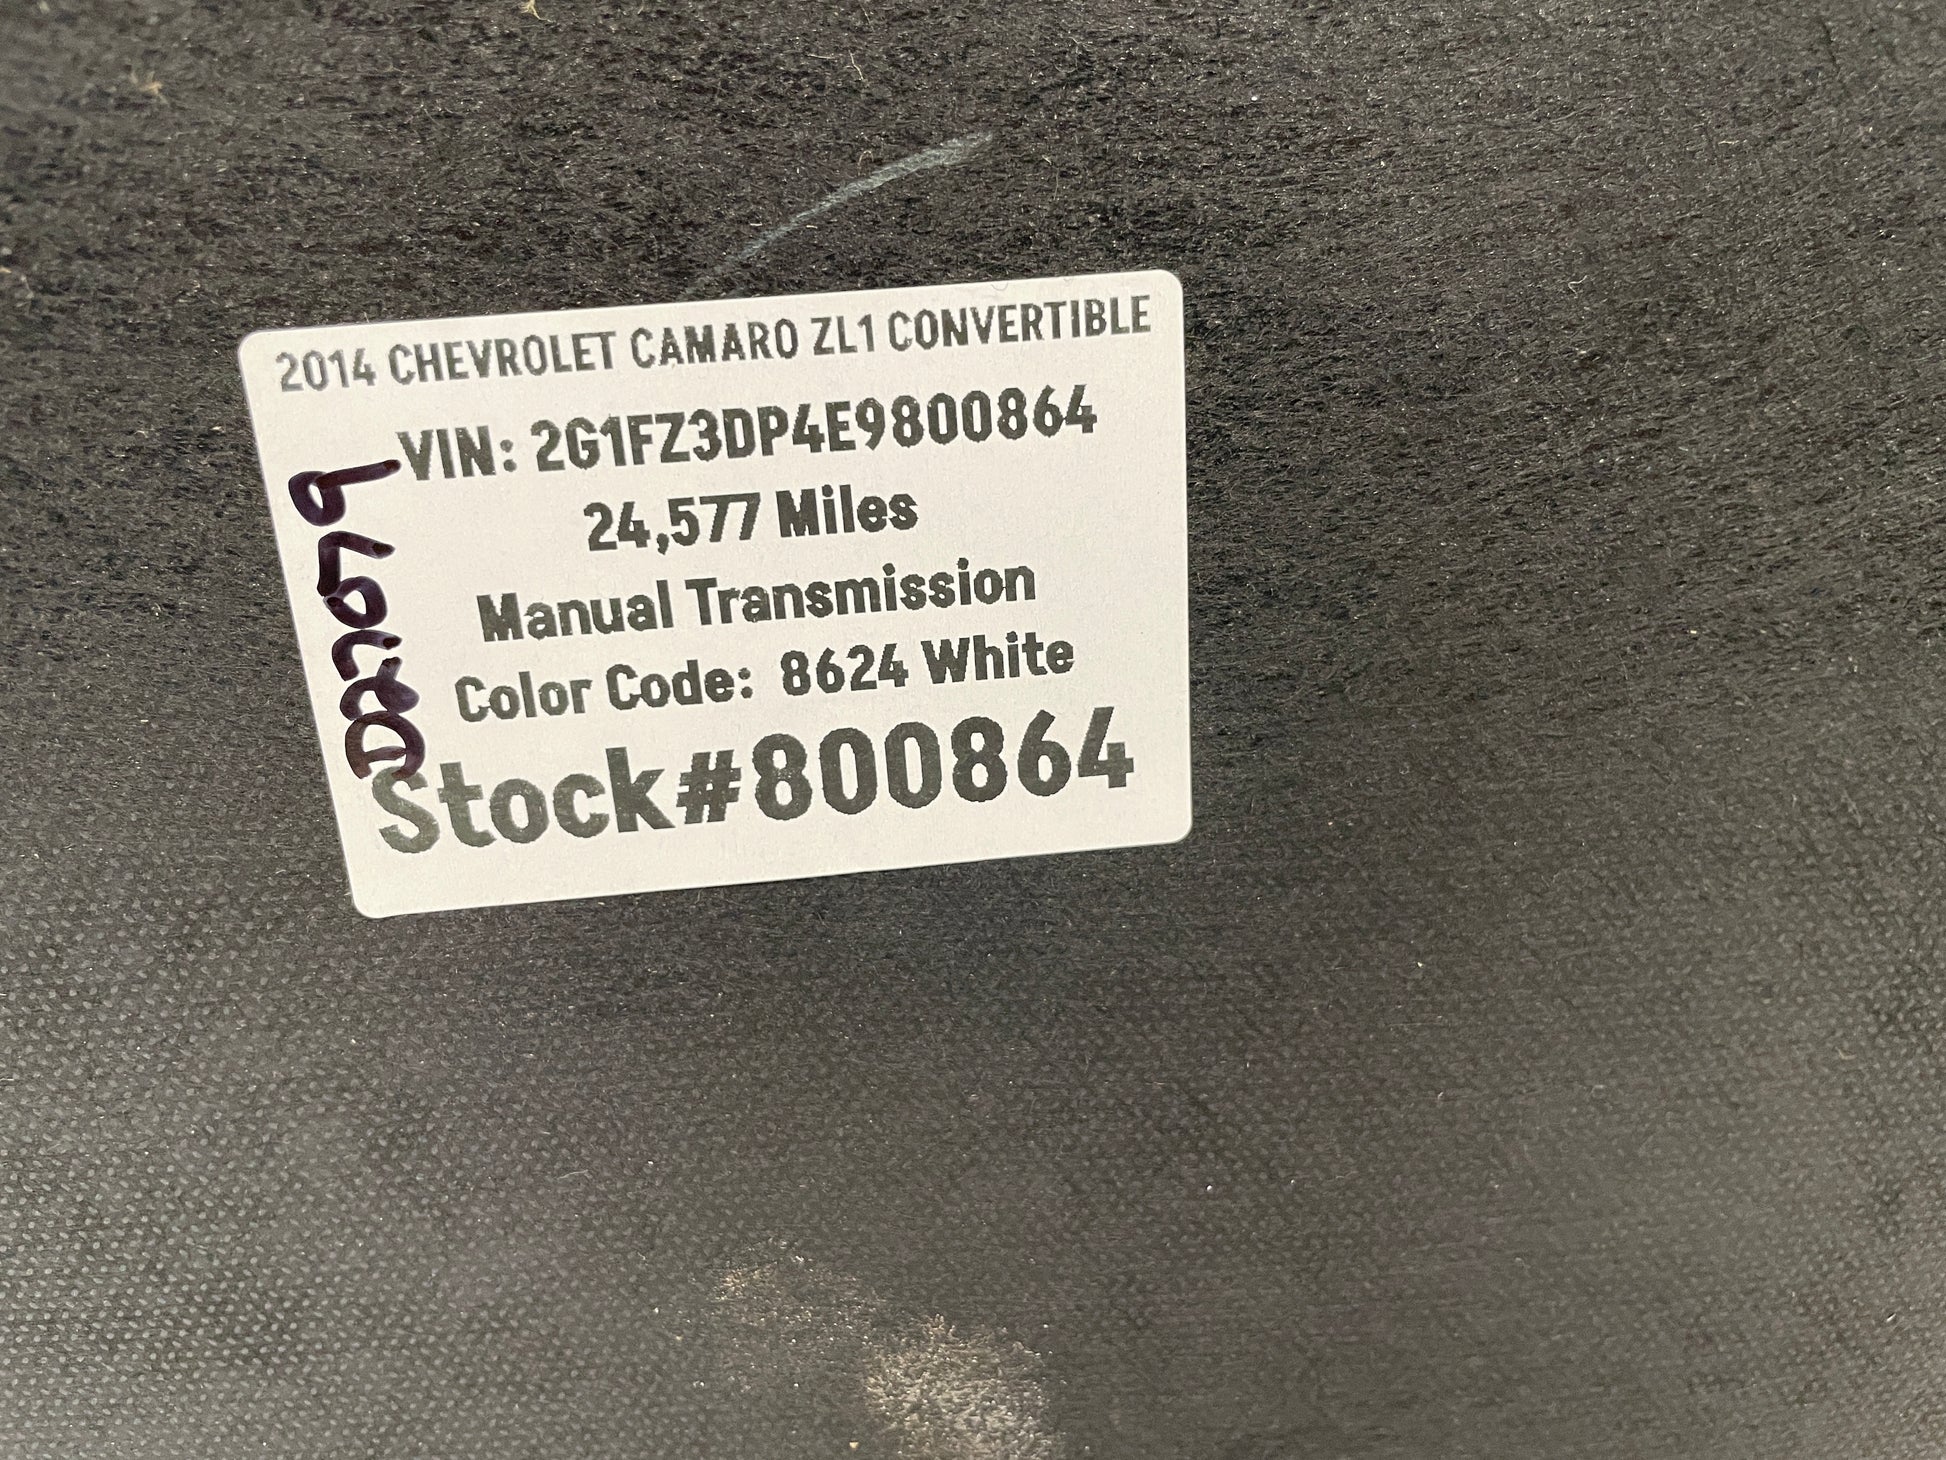 2014 CHEVROLET CAMARO ZL1 CONVERTIBLE
VIN: 2G1FZ3DP4E9800864
24,577 Miles
Manual Transmission
Color Code: 8624 White
Stock#800864